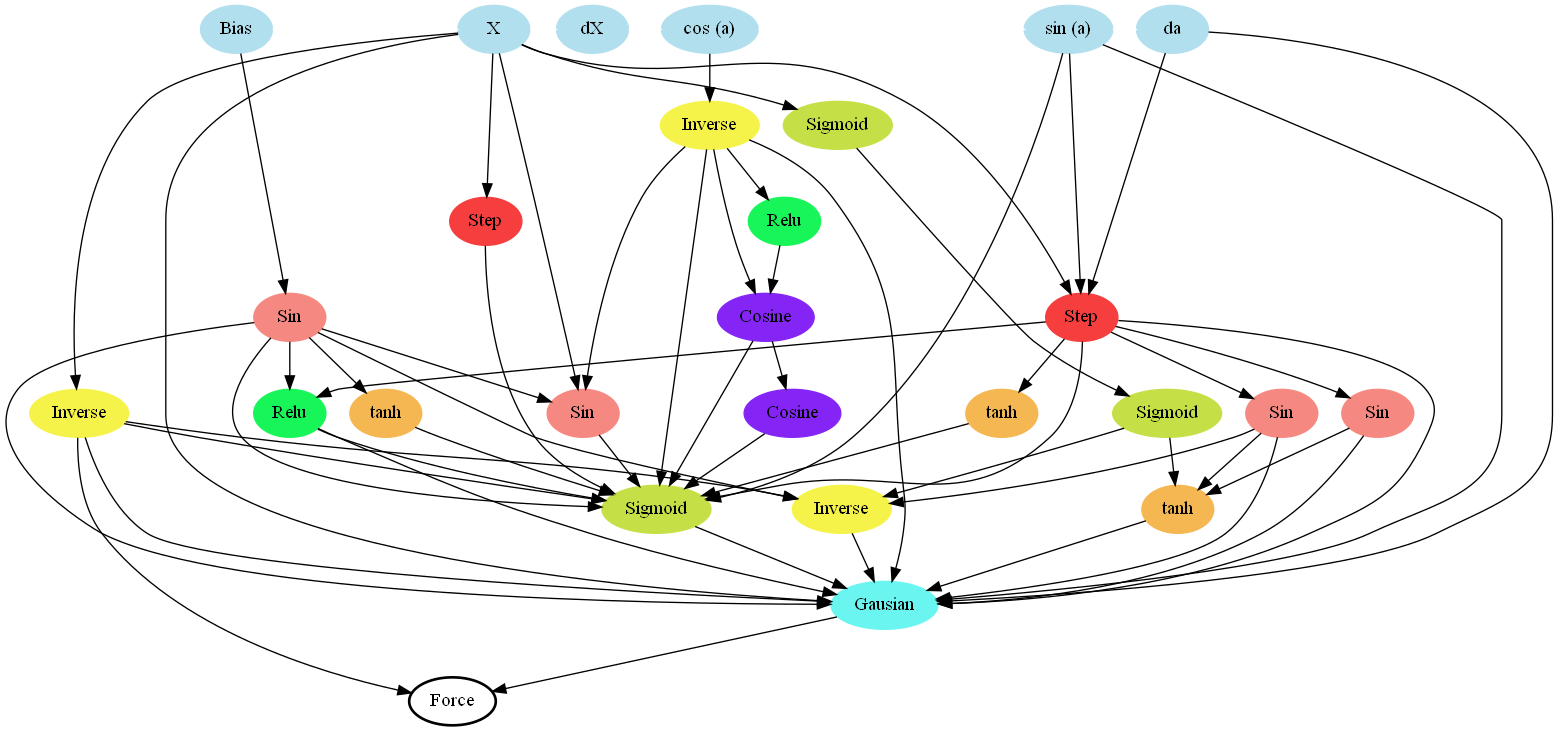 Bias
X
dX
cos (a)
sin (a)
da
Inverse
Sigmoid
Step
Relu
Sin
Cosine
Step
Inverse
Relu
tanh
Sin
Cosine
tanh
Sigmoid
Sin
Sin
Sigmoid
Inverse
tanh
Gausian
Force